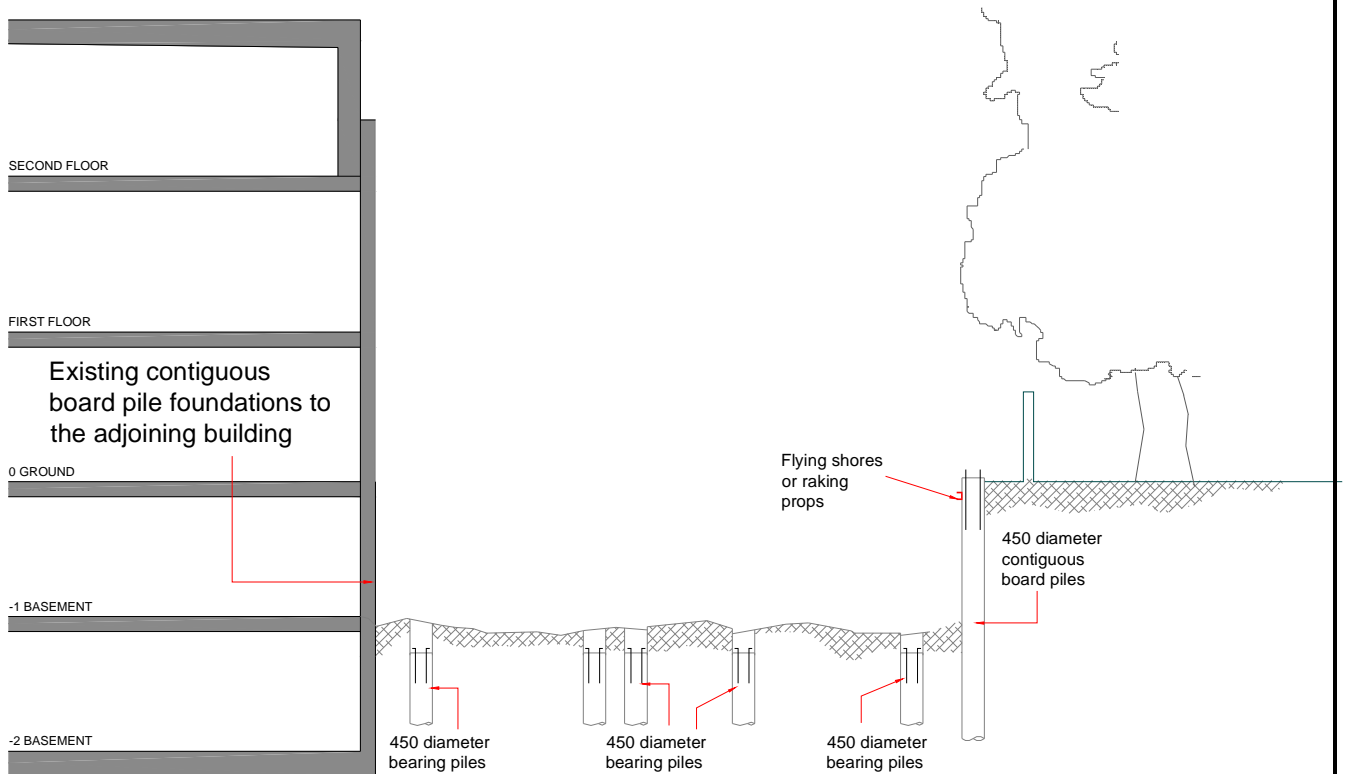 SECOND FLOOR
FIRST FLOOR
Existing contiguous
board pile foundations to
the adjoining building
0 GROUND
-1 BASEMENT
-2 BASEMENT
Flying shores
or raking
props
450 diameter
contiguous
board piles
450 diameter
bearing piles
450 diameter
bearing piles
450 diameter
bearing piles